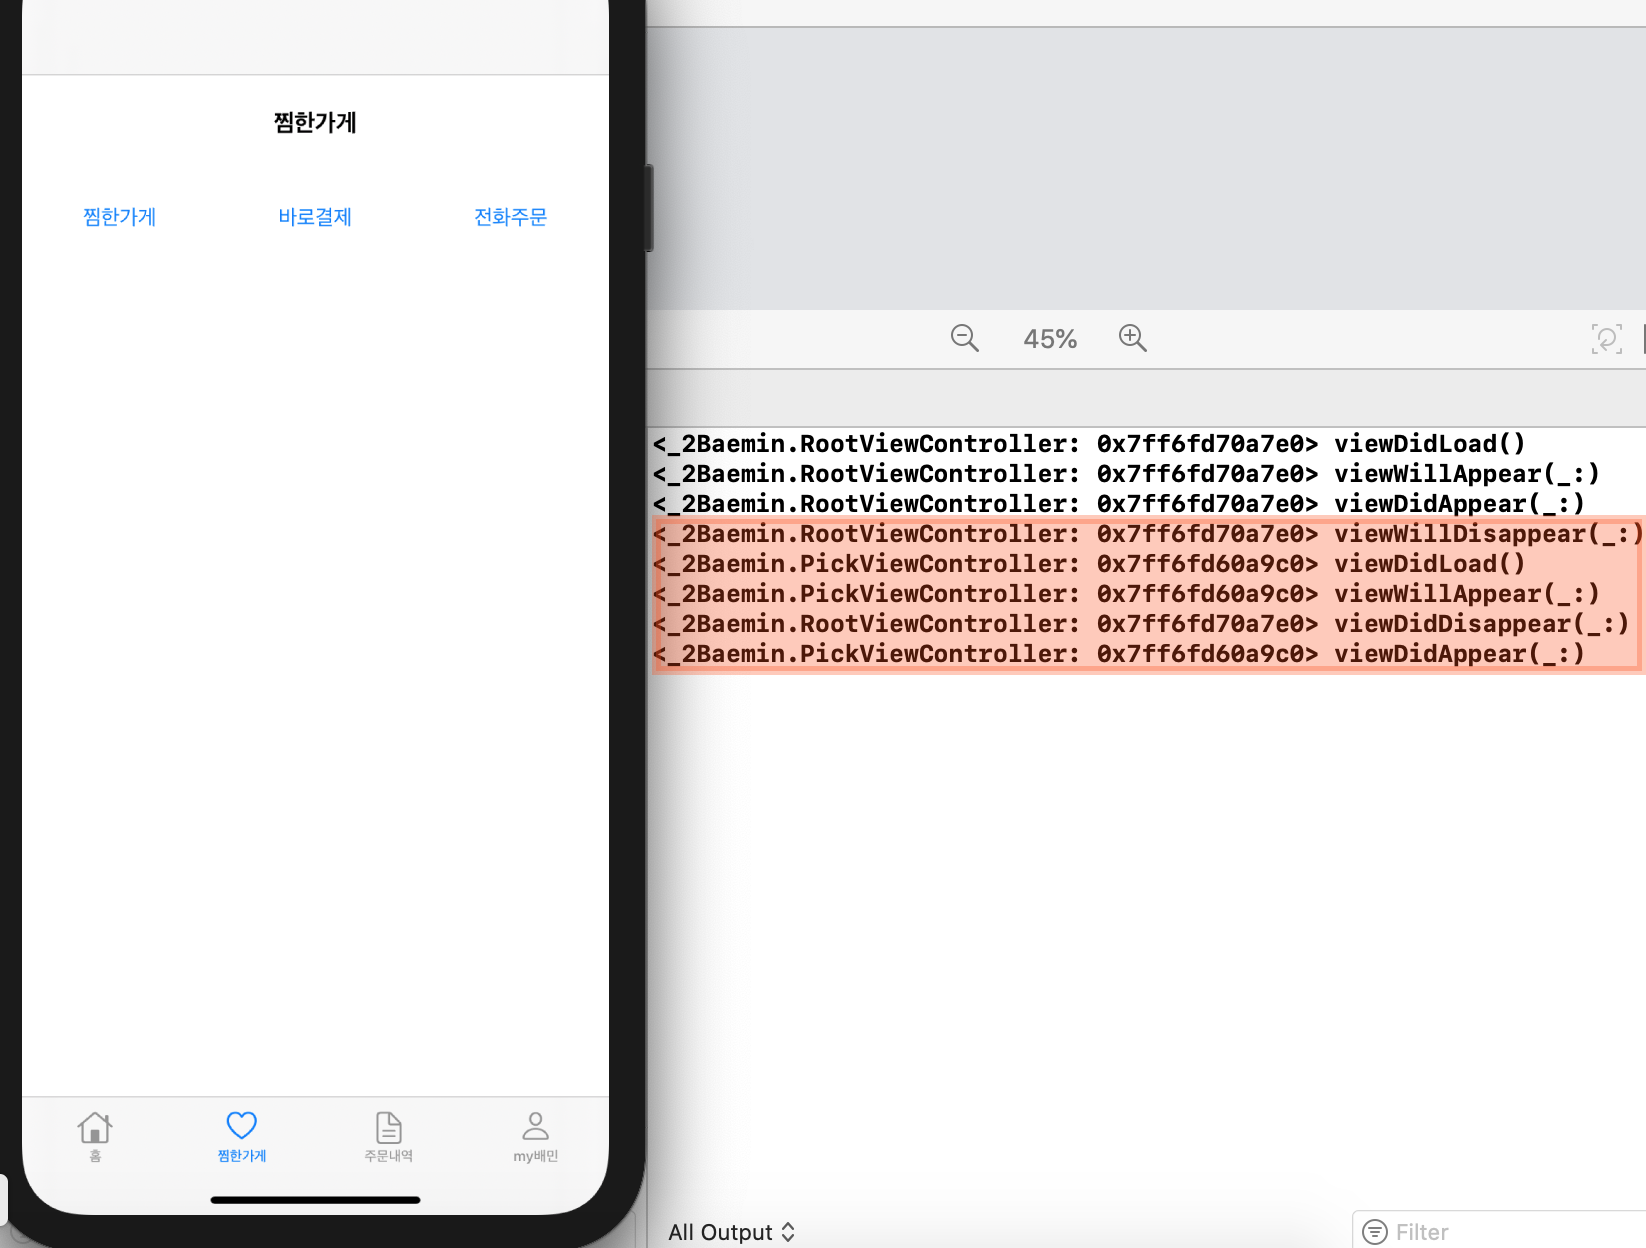 찜한가게
찜한가게 바로결제 전화주문
45%
<_2Baemin.RootViewController: 0x7ff6fd70a7e0> viewDidLoad()
<_2Baemin.RootViewController: 0x7ff6fd70a7e0> viewWillAppear(_:)
<_2Baemin.RootViewController: 0x7ff6fd70a7e0> viewDidAppear(_:)
<_2Baemin.RootViewController: 0x7ff6fd70a7e0> viewWillDisappear(_:)
<_2Baemin.PickViewController: 0x7ff6fd60a9c0> viewDidLoad()
<_2Baemin.PickViewController: 0x7ff6fd60a9c0> viewWillAppear(_:)
<_2Baemin.RootViewController: 0x7ff6fd70a7e0> viewDidDisappear(_:)
<_2Baemin.PickViewController: 0x7ff6fd60a9c0> viewDidAppear(_:)
홈 찜한가게 주문내역 my배민
All Output Filter